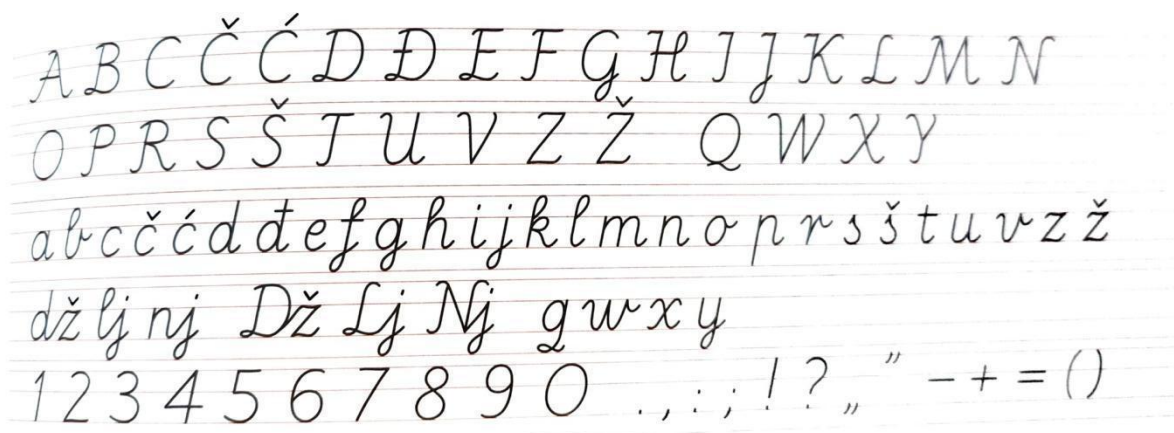 A B C Č Ć D Đ E F G H I J K L M N
O P R S Š T U V Z Ž Q W X Y
a b c č ć d đ e f g h i j k l m n o p r s š t u v z ž
dž lj nj Dž Lj Nj q w x y
1 2 3 4 5 6 7 8 9 0 . , : ; ! ? „ ” - + = ( )